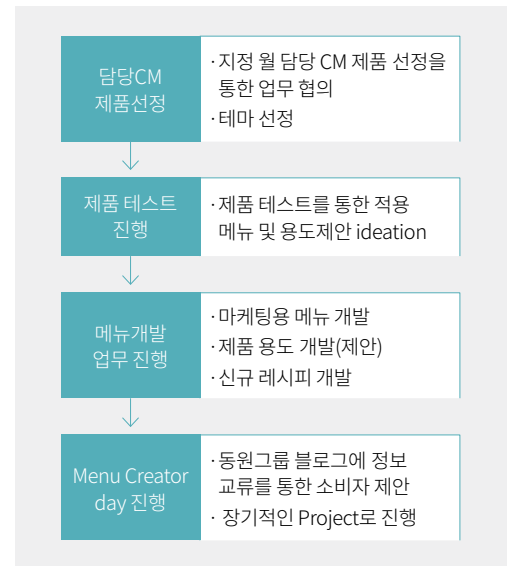 담당CM
제품선정
·지정 월 담당 CM 제품 선정을
통한 업무 협의
·테마 선정
제품 테스트
진행
·제품 테스트를 통한 적용
메뉴 및 용도제안 ideation
메뉴개발
업무 진행
·마케팅용 메뉴 개발
·제품 용도 개발(제안)
·신규 레시피 개발
Menu Creator
day 진행
·동원그룹 블로그에 정보
교류를 통한 소비자 제안
· 장기적인 Project로 진행